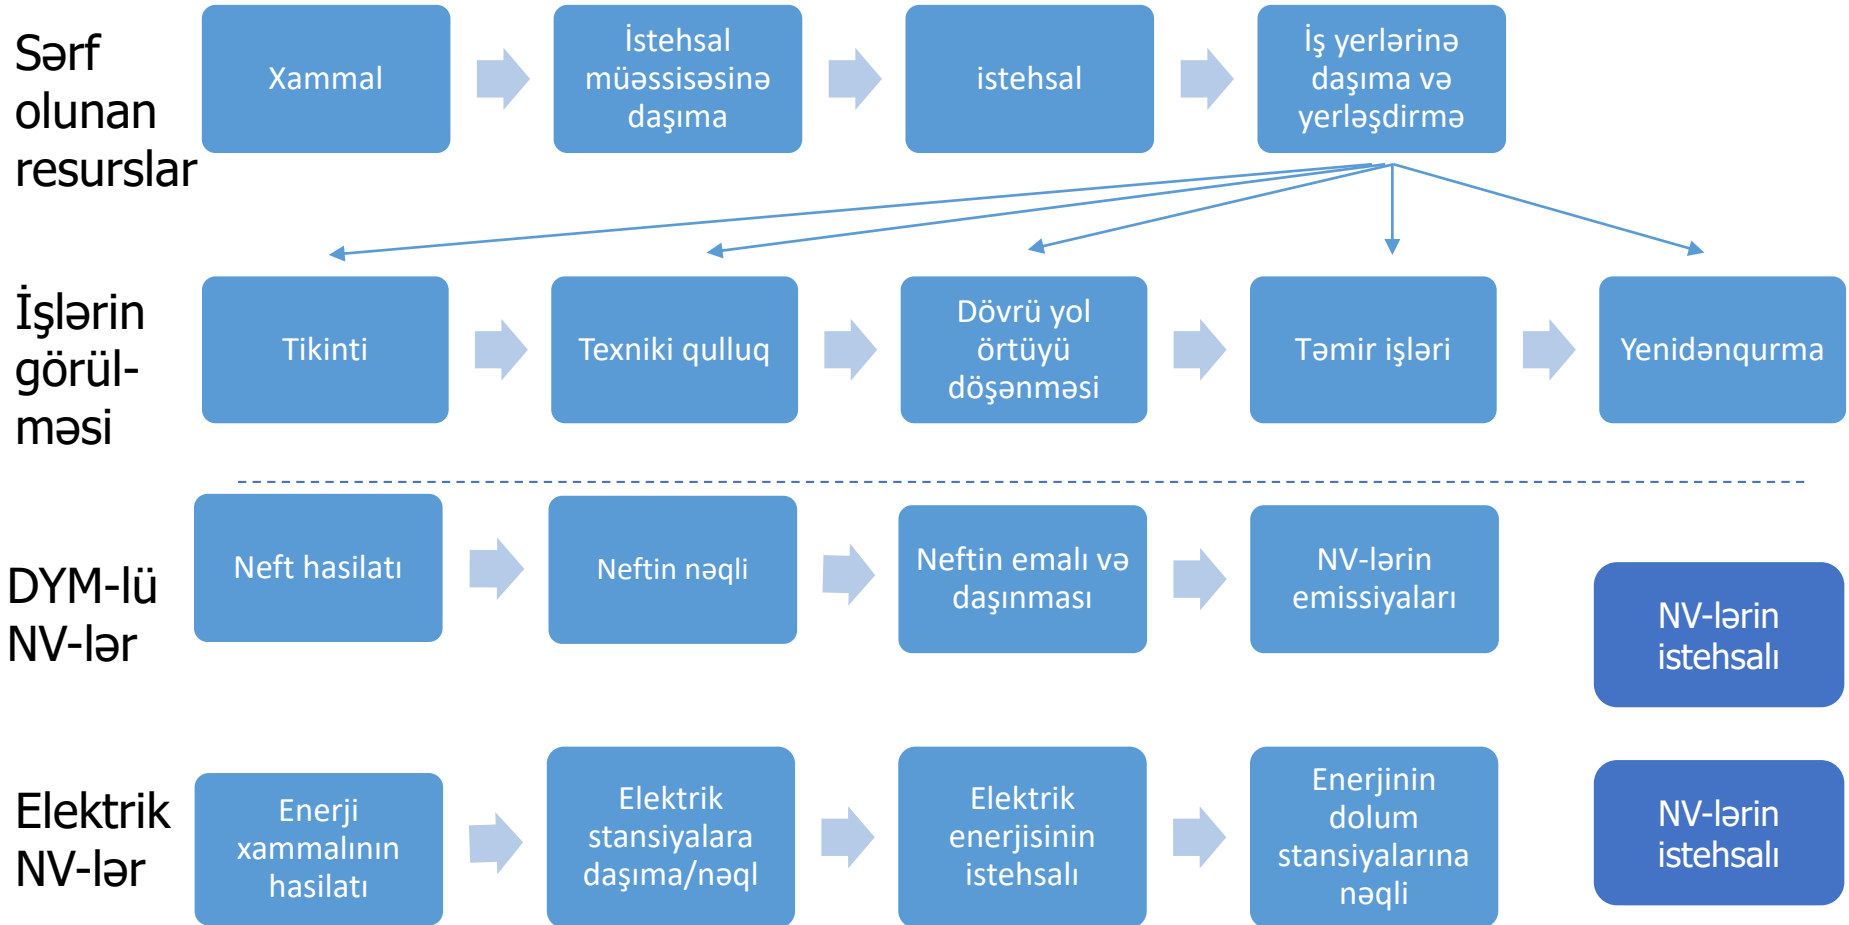 Sərf
olunan
resurslar
Xammal
İstehsal
müəssisəsinə
daşıma
istehsal
İş yerlərinə
daşıma və
yerləşdirmə
İşlərin
görül-
məsi
Tikinti
Texniki qulluq
Dövrü yol
örtüyü
döşənməsi
Təmir işləri
Yenidənqurma
DYM-lü
NV-lər
Neft hasilatı
Neftin nəqli
Neftin emalı və
daşınması
NV-lərin
emissiyaları
NV-lərin
istehsalı
Elektrik
NV-lər
Enerji
xammalının
hasilatı
Elektrik
stansiyalara
daşıma/nəql
Elektrik
enerjisinin
istehsalı
Enerjinin
dolum
stansiyalarına
nəqli
NV-lərin
istehsalı